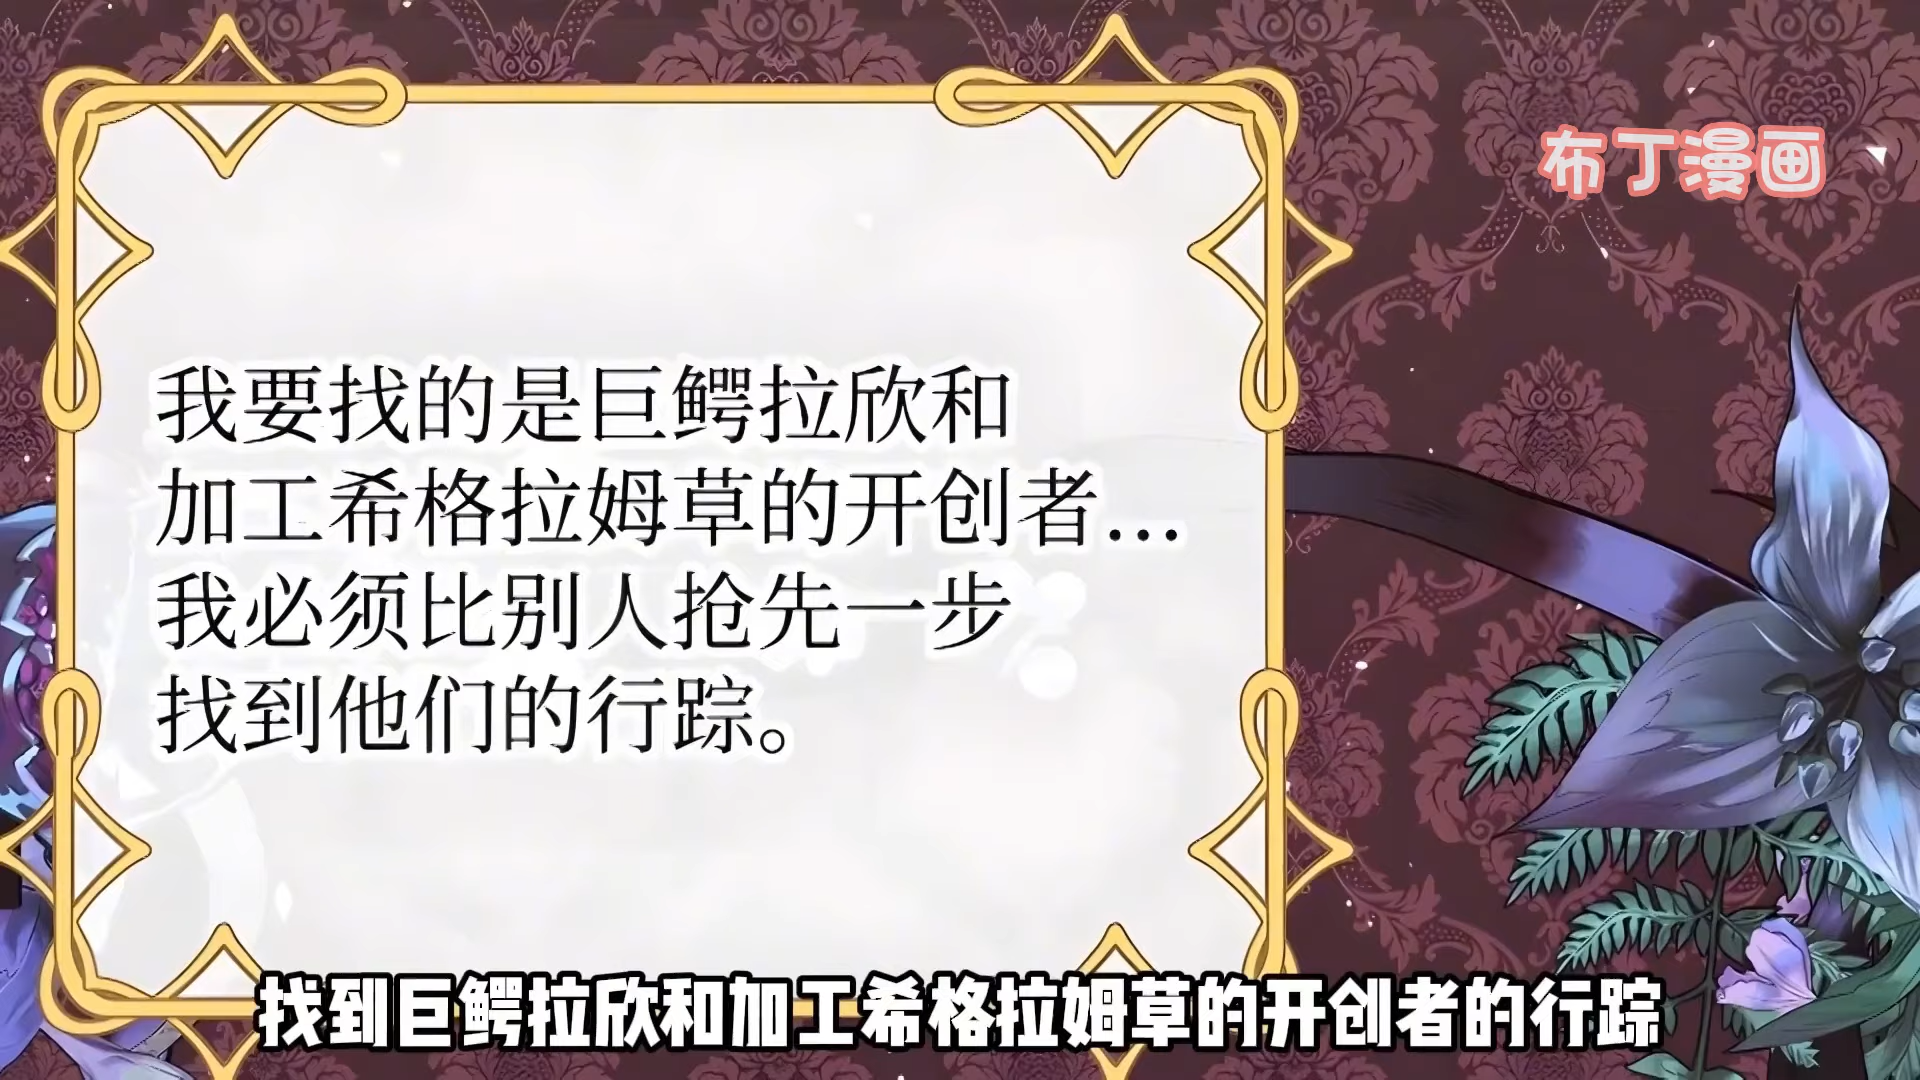 布丁漫画
我要找的是巨鳄拉欣和
加工希格拉姆草的开创者…
我必须比别人抢先一步
找到他们的行踪。
找到巨鳄拉欣和加工希格拉姆草的开创者的行踪